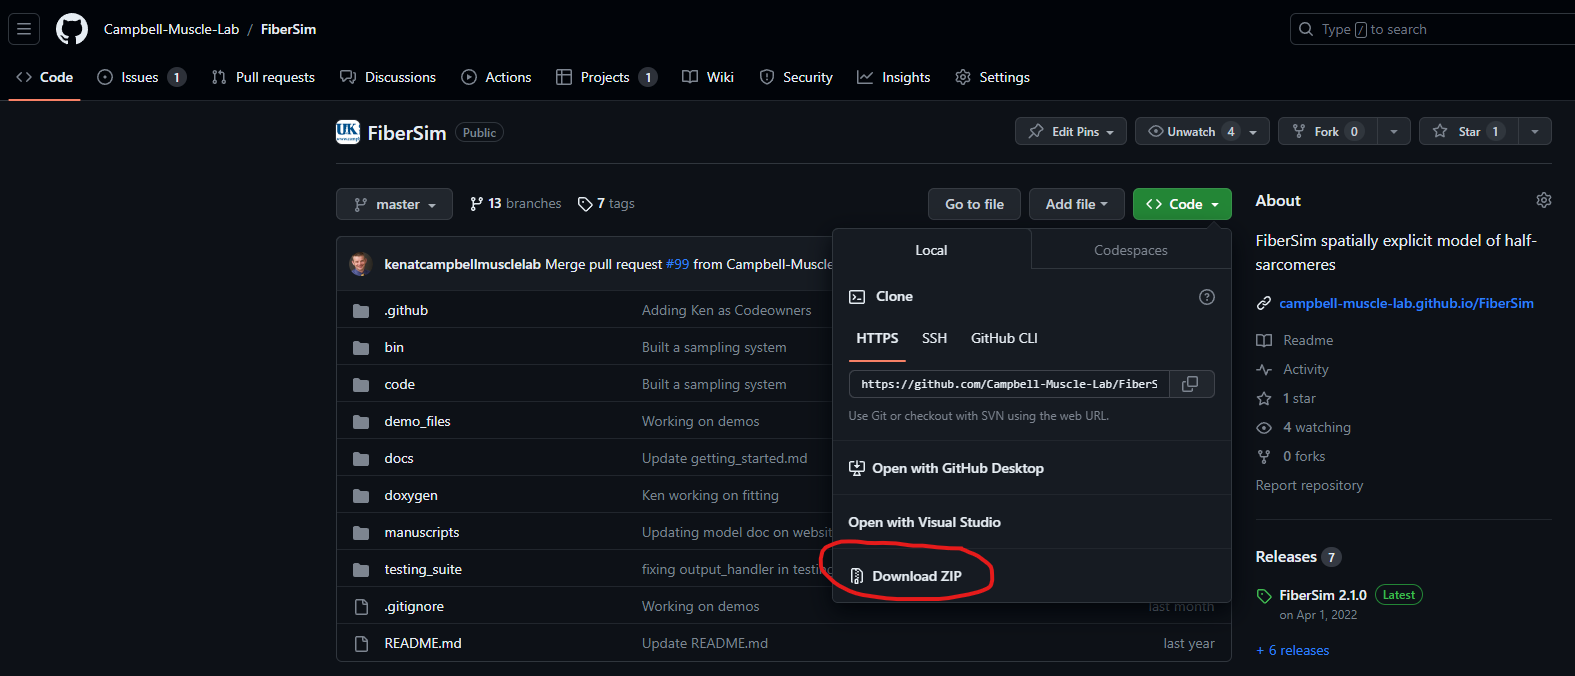 Campbell-Muscle-Lab / FiberSim
Type / to search
Code Issues 1 Pull requests Discussions Actions Projects 1 Wiki Security Insights Settings
UK FiberSim Public
Edit Pins Unwatch 4 Fork 0 Star 1
master 13 branches 7 tags
Go to file Add file Code
kenatcampbellmusclelab Merge pull request #99 from Campbell-Muscle
.github Adding Ken as Codeowners
bin Built a sampling system
code Built a sampling system
demo_files Working on demos
docs Update getting_started.md
doxygen Ken working on fitting
manuscripts Updating model doc on websit
testing_suite fixing output_handler in testing
.gitignore Working on demos last month
README.md Update README.md last year
Local Codespaces
Clone
HTTPS SSH GitHub CLI
https://github.com/Campbell-Muscle-Lab/FiberS
Use Git or checkout with SVN using the web URL.
Open with GitHub Desktop
Open with Visual Studio
Download ZIP
About
FiberSim spatially explicit model of half-
sarcomeres
campbell-muscle-lab.github.io/FiberSim
Readme
Activity
1 star
4 watching
0 forks
Report repository
Releases 7
FiberSim 2.1.0 Latest
on Apr 1, 2022
+ 6 releases